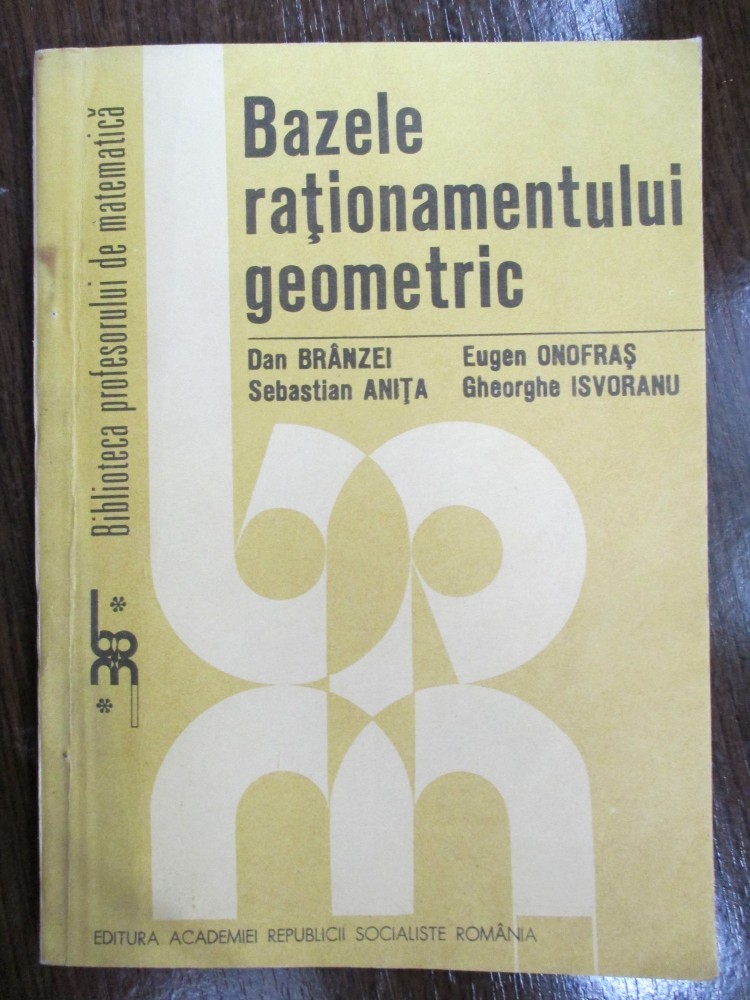 Bazele
raționamentului
geometric
Dan BRÂNZEI
Eugen ONOFRAȘ
Sebastian ANIȚA
Gheorghe ISVORANU
Biblioteca profesorului de matematică
* 38 *
EDITURA ACADEMIEI REPUBLICII SOCIALISTE ROMÂNIA